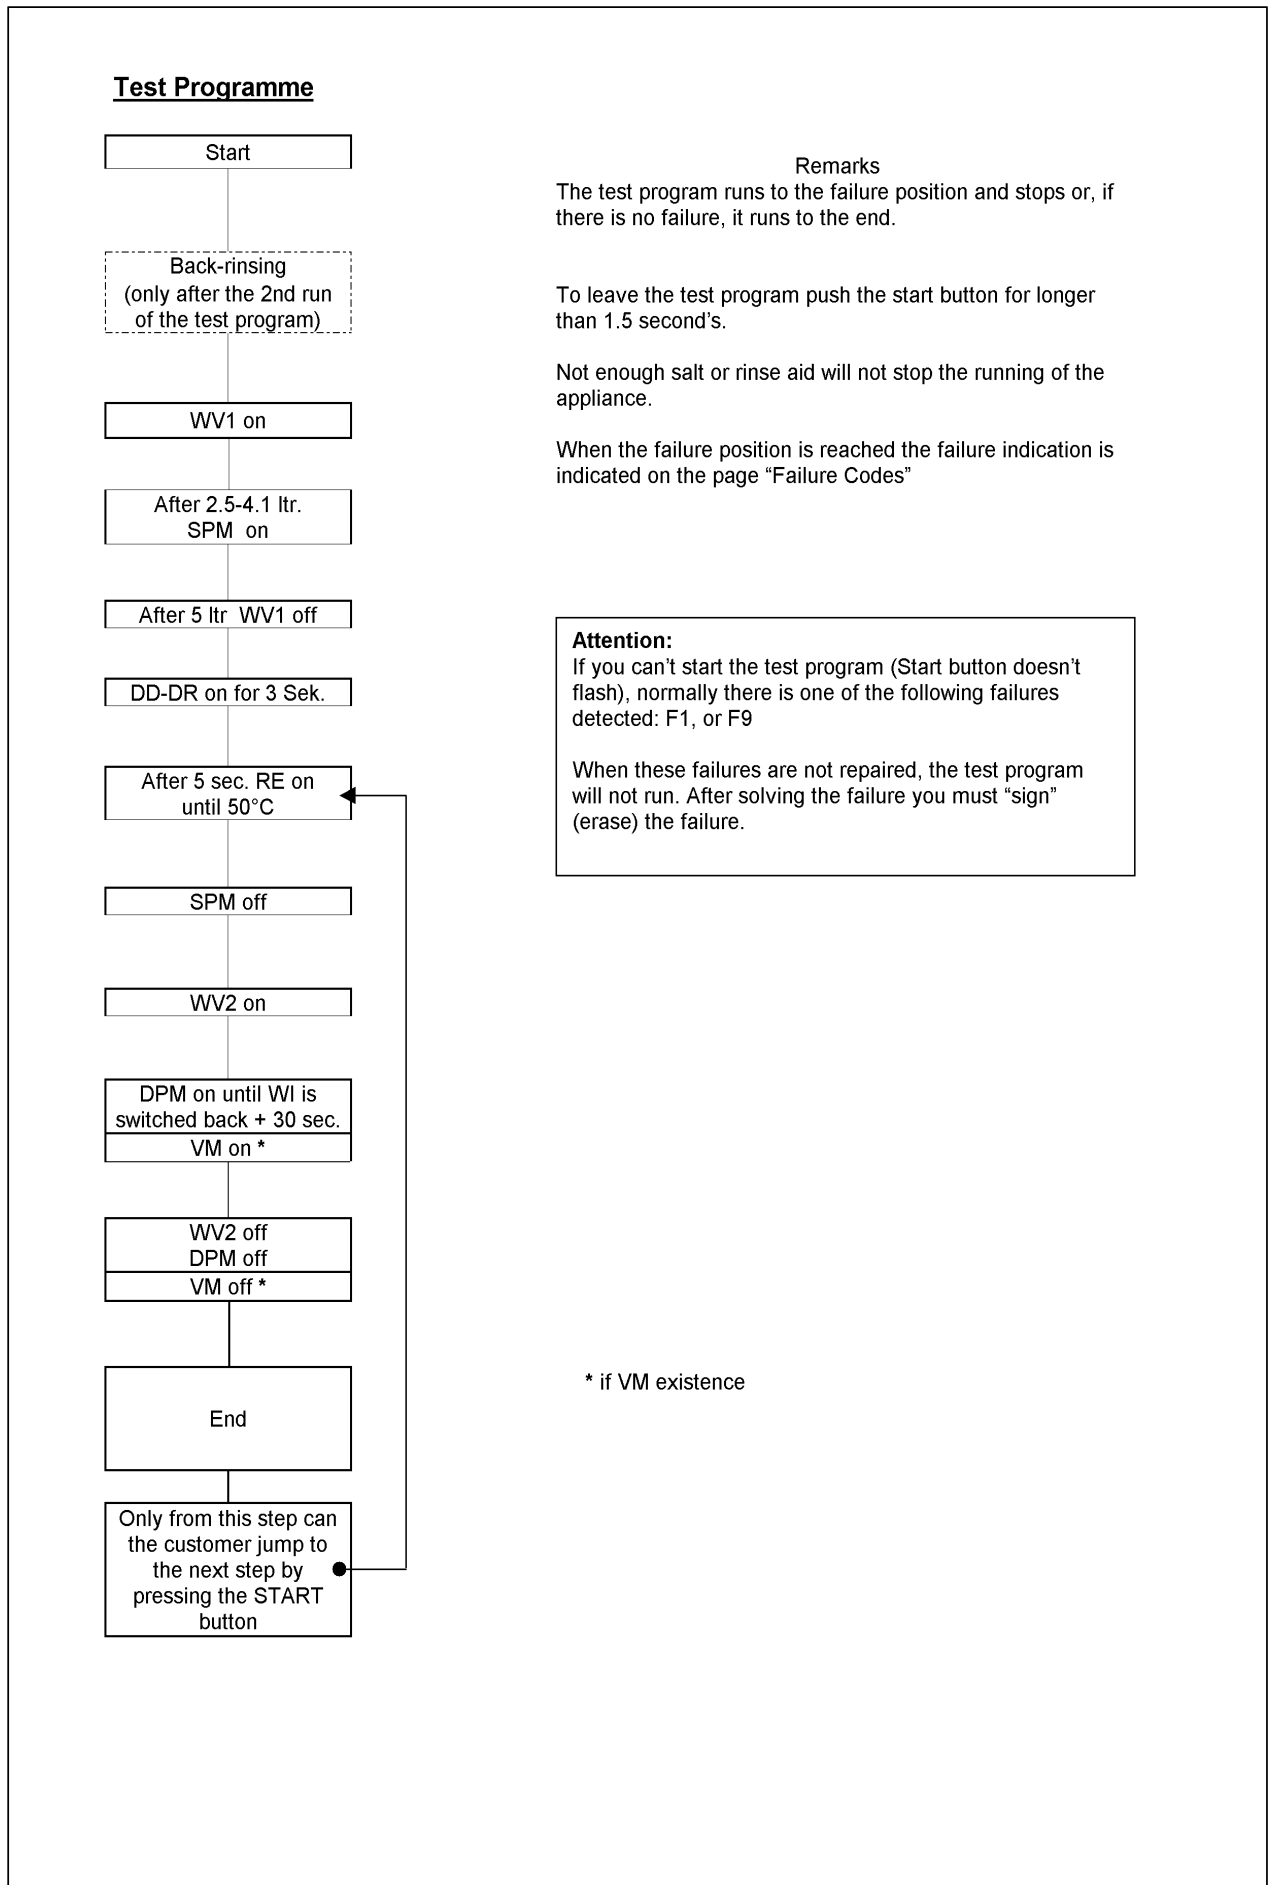 Test Programme
Start
Back-rinsing
(only after the 2nd run
of the test program)
WV1 on
After 2.5-4.1 ltr.
SPM  on
After 5 ltr  WV1 off
DD-DR on for 3 Sek.
After 5 sec. RE on
until 50°C
SPM off
WV2 on
DPM on until WI is
switched back + 30 sec.
VM on *
WV2 off
DPM off
VM off *
End
Only from this step can
the customer jump to
the next step by
pressing the START
button
Remarks
The test program runs to the failure position and stops or, if
there is no failure, it runs to the end.
To leave the test program push the start button for longer
than 1.5 second’s.
Not enough salt or rinse aid will not stop the running of the
appliance.
When the failure position is reached the failure indication is
indicated on the page “Failure Codes”
Attention:
If you can’t start the test program (Start button doesn’t
flash), normally there is one of the following failures
detected: F1, or F9
When these failures are not repaired, the test program
will not run. After solving the failure you must “sign”
(erase) the failure.
* if VM existence